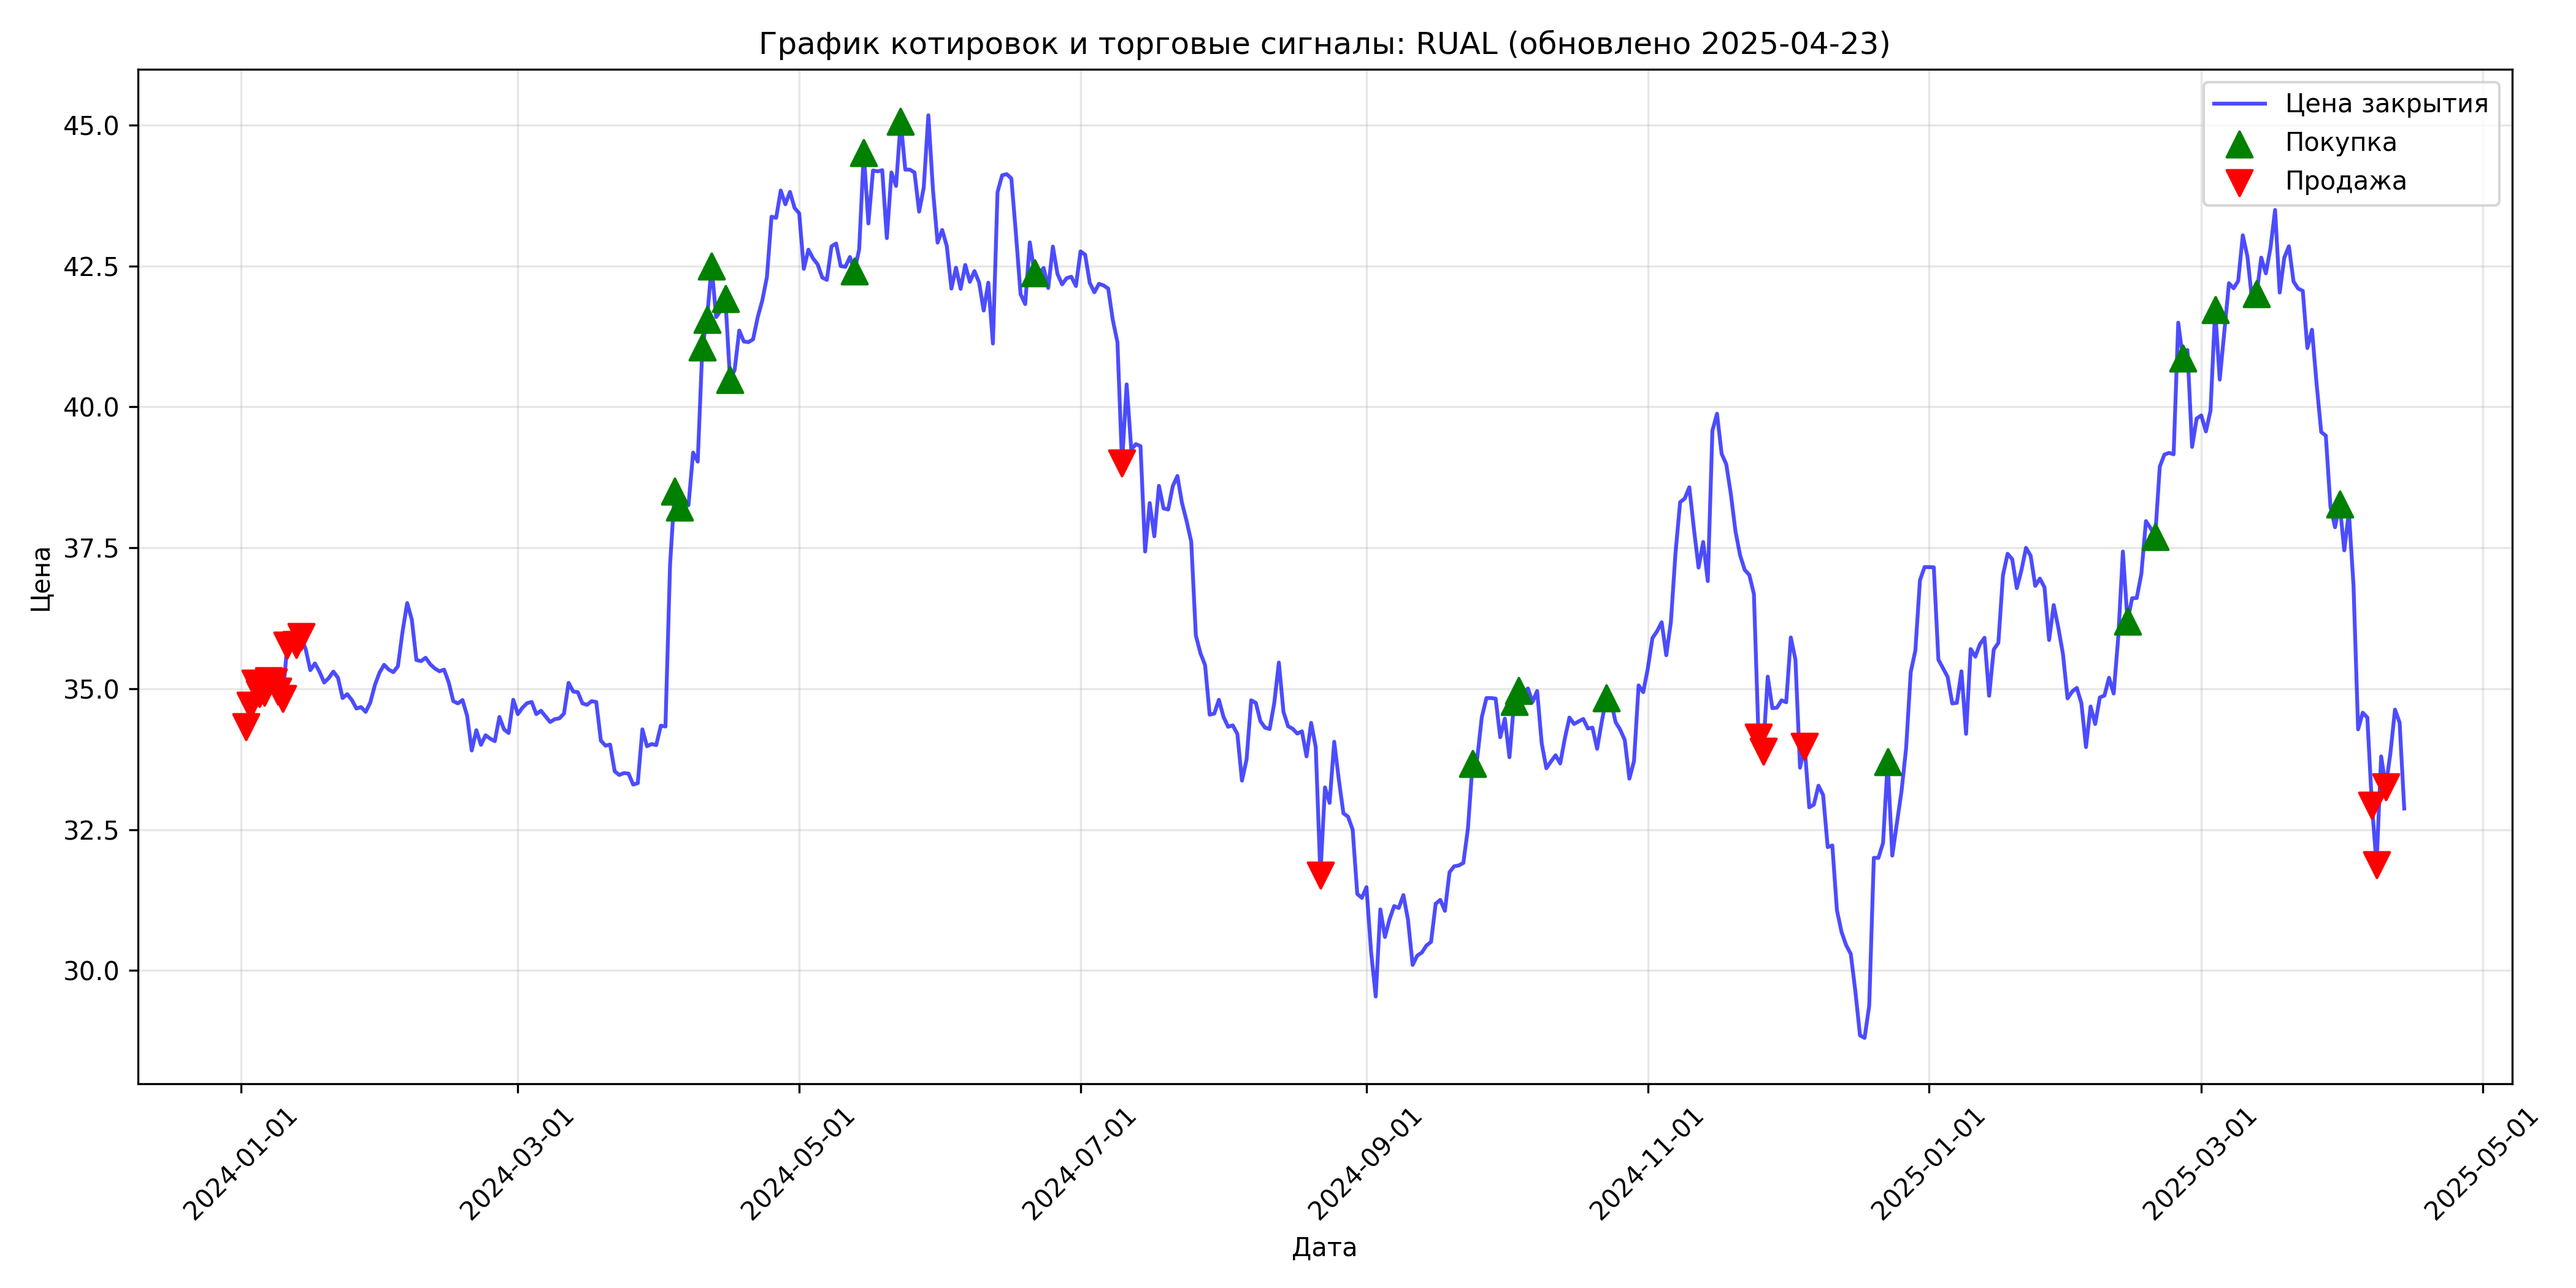 График котировок и торговые сигналы: RUAL (обновлено 2025-04-23)
Цена закрытия
Покупка
Продажа
Цена
45.0
42.5
40.0
37.5
35.0
32.5
30.0
2024-01-01
2024-03-01
2024-05-01
2024-07-01
2024-09-01
2024-11-01
2025-01-01
2025-03-01
2025-05-01
Дата